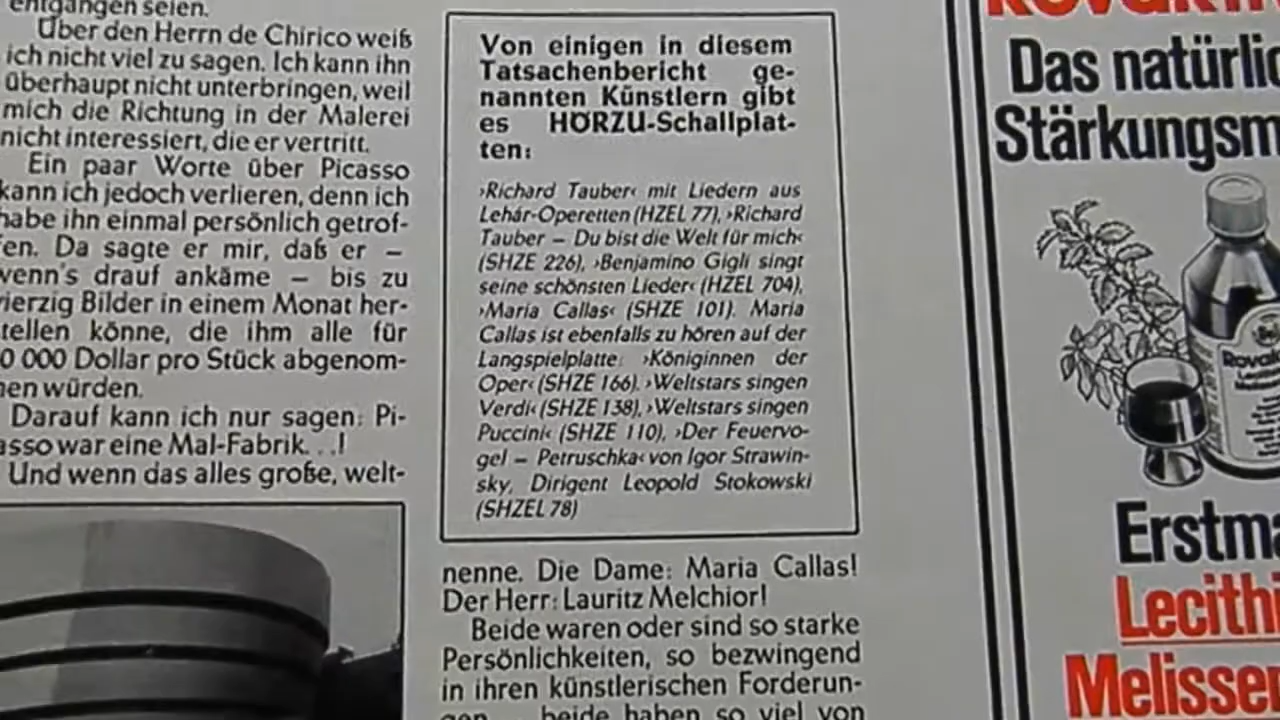 entgangen seien.
Über den Herrn de Chirico weiß
ich nicht viel zu sagen. Ich kann ihn
überhaupt nicht unterbringen, weil
mich die Richtung in der Malerei
nicht interessiert, die er vertritt.
Ein paar Worte über Picasso
kann ich jedoch verlieren, denn ich
habe ihn einmal persönlich getrof-
fen. Da sagte er mir, daß er –
wenn's drauf ankäme – bis zu
vierzig Bilder in einem Monat her-
stellen könne, die ihm alle für
0 000 Dollar pro Stück abgenom-
men würden.
Darauf kann ich nur sagen: Pi-
casso war eine Mal-Fabrik...!
Und wenn das alles große, welt-
Von einigen in diesem
Tatsachenbericht ge-
nannten Künstlern gibt
es HÖRZU-Schallplat-
ten:
›Richard Tauber‹ mit Liedern aus
Lehár-Operetten (HZEL 77), ›Richard
Tauber – Du bist die Welt für mich‹
(SHZE 226), ›Benjamino Gigli singt
seine schönsten Lieder‹ (HZEL 704),
›Maria Callas‹ (SHZE 101). Maria
Callas ist ebenfalls zu hören auf der
Langspielplatte: ›Königinnen der
Oper‹ (SHZE 166). ›Weltstars singen
Verdi‹ (SHZE 138), ›Weltstars singen
Puccini‹ (SHZE 110), ›Der Feuervo-
gel – Petruschka‹ von Igor Strawin-
sky, Dirigent Leopold Stokowski
(SHZEL 78)
nenne. Die Dame: Maria Callas!
Der Herr: Lauritz Melchior!
Beide waren oder sind so starke
Persönlichkeiten, so bezwingend
in ihren künstlerischen Forderun-
gen – beide haben so viel von
Das natürlic
Stärkungsm
Rovak
Erstma
Lecithi
Melisse